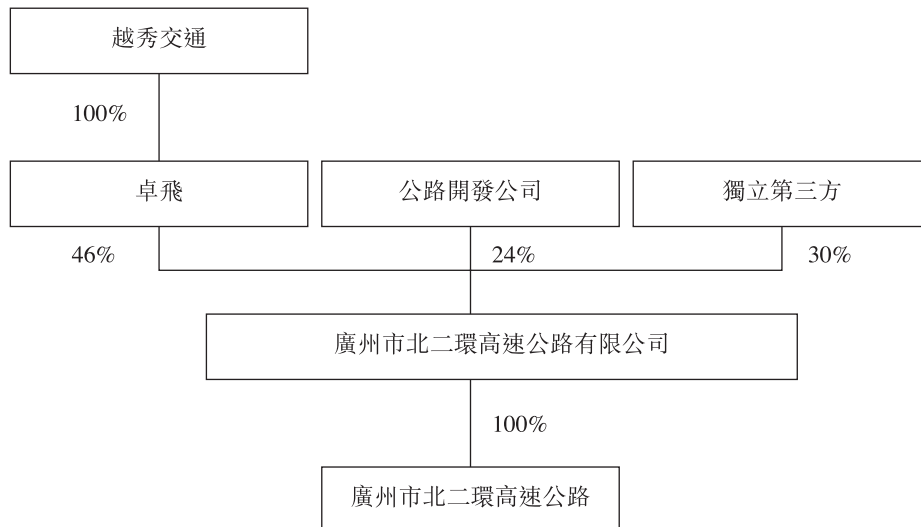 越秀交通
100%
卓飛
公路開發公司
獨立第三方
46%
24%
30%
廣州市北二環高速公路有限公司
100%
廣州市北二環高速公路